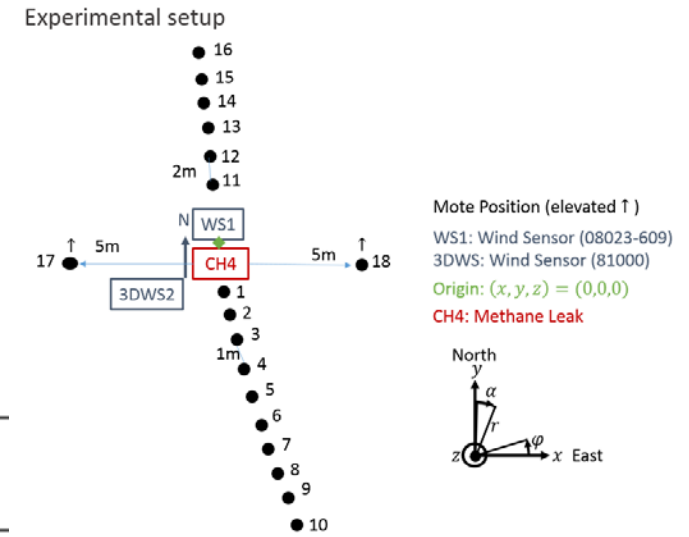 Experimental setup
16
15
14
13
12
2m
11
N
WS1
↑
5m
17
CH4
5m
↑
18
3DWS2
1
2
3
1m
4
5
6
7
8
9
10
Mote Position (elevated ↑)
WS1: Wind Sensor (08023-609)
3DWS: Wind Sensor (81000)
Origin: (x, y, z) = (0,0,0)
CH4: Methane Leak
North
y
α
r
φ
z
x East